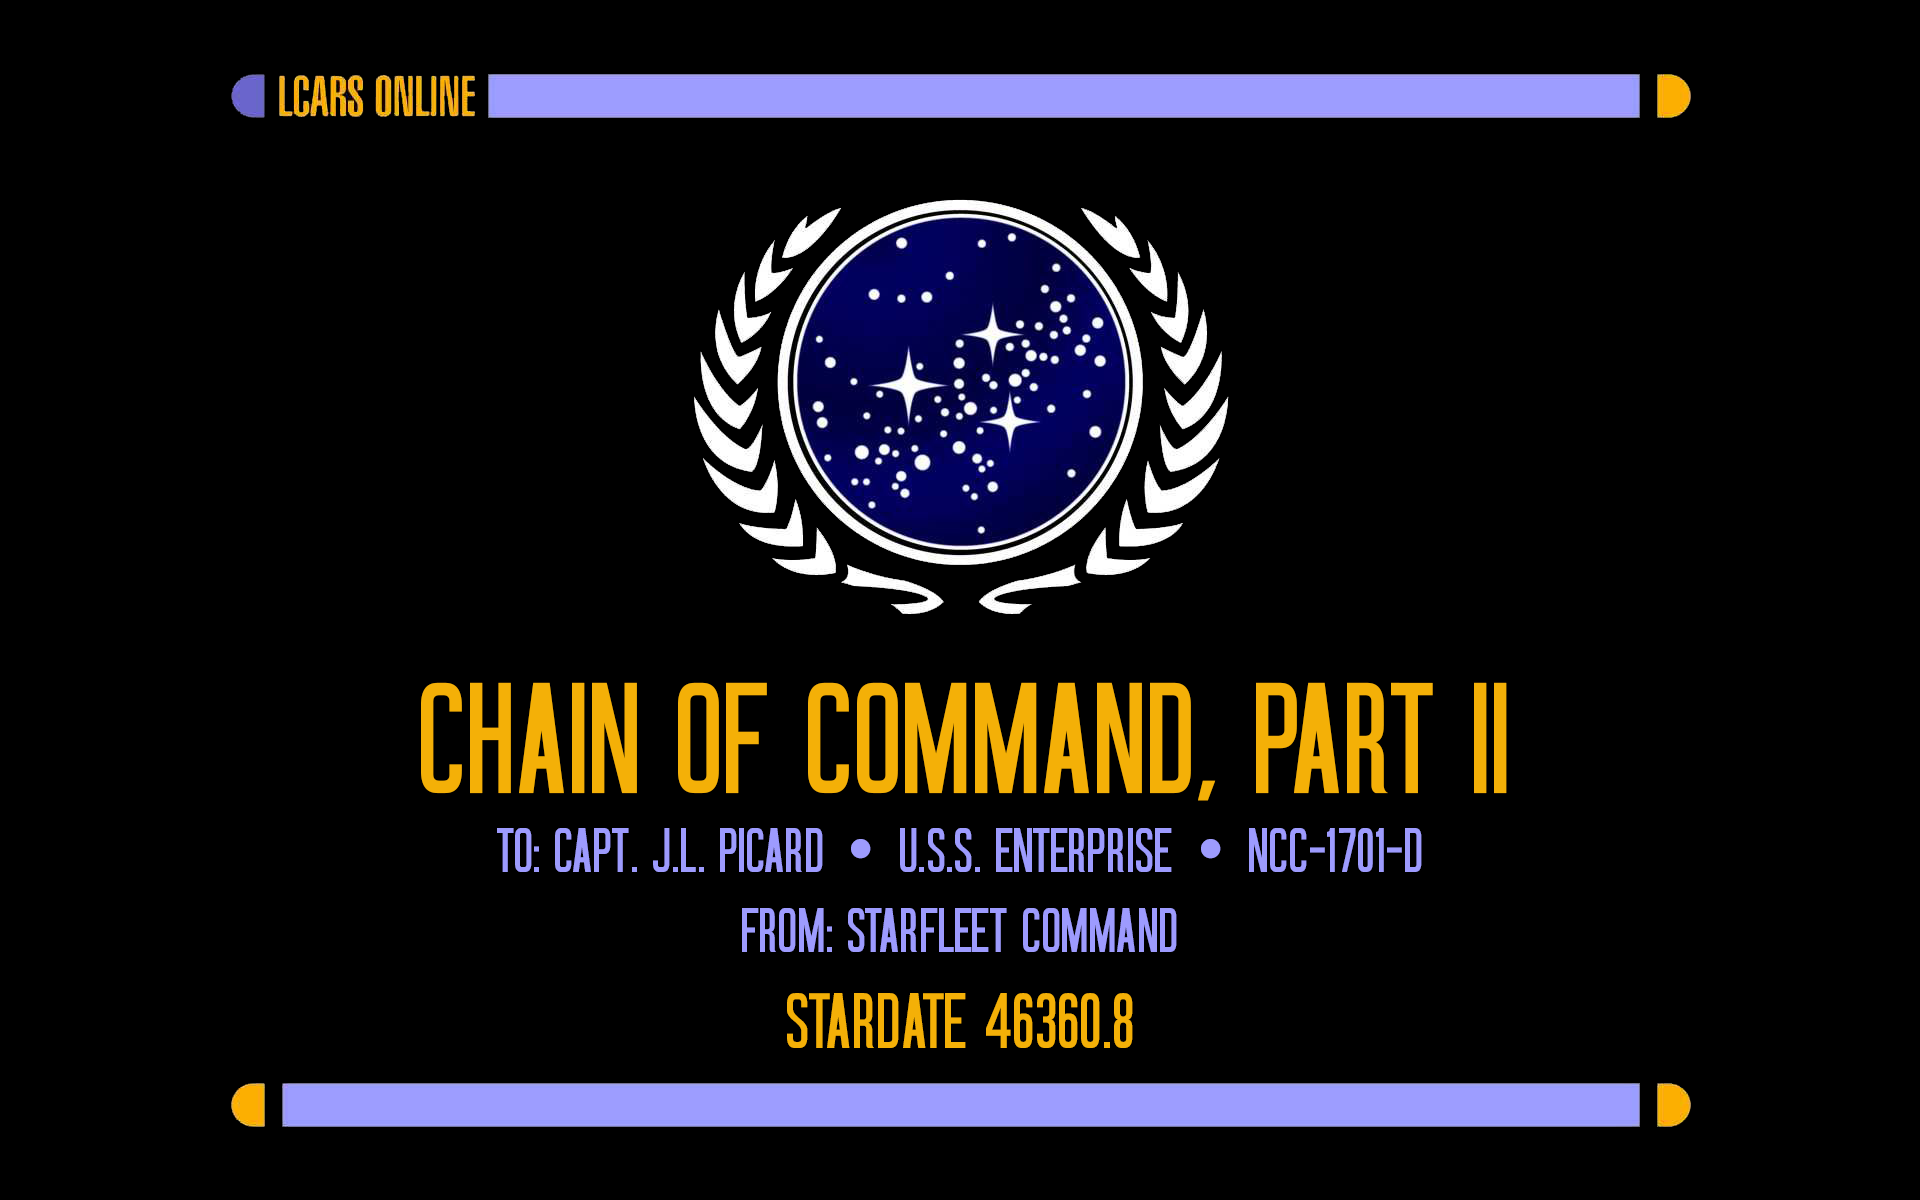 LCARS ONLINE
CHAIN OF COMMAND, PART II
TO: CAPT. J.L. PICARD • U.S.S. ENTERPRISE • NCC-1701-D
FROM: STARFLEET COMMAND
STARDATE 46360.8